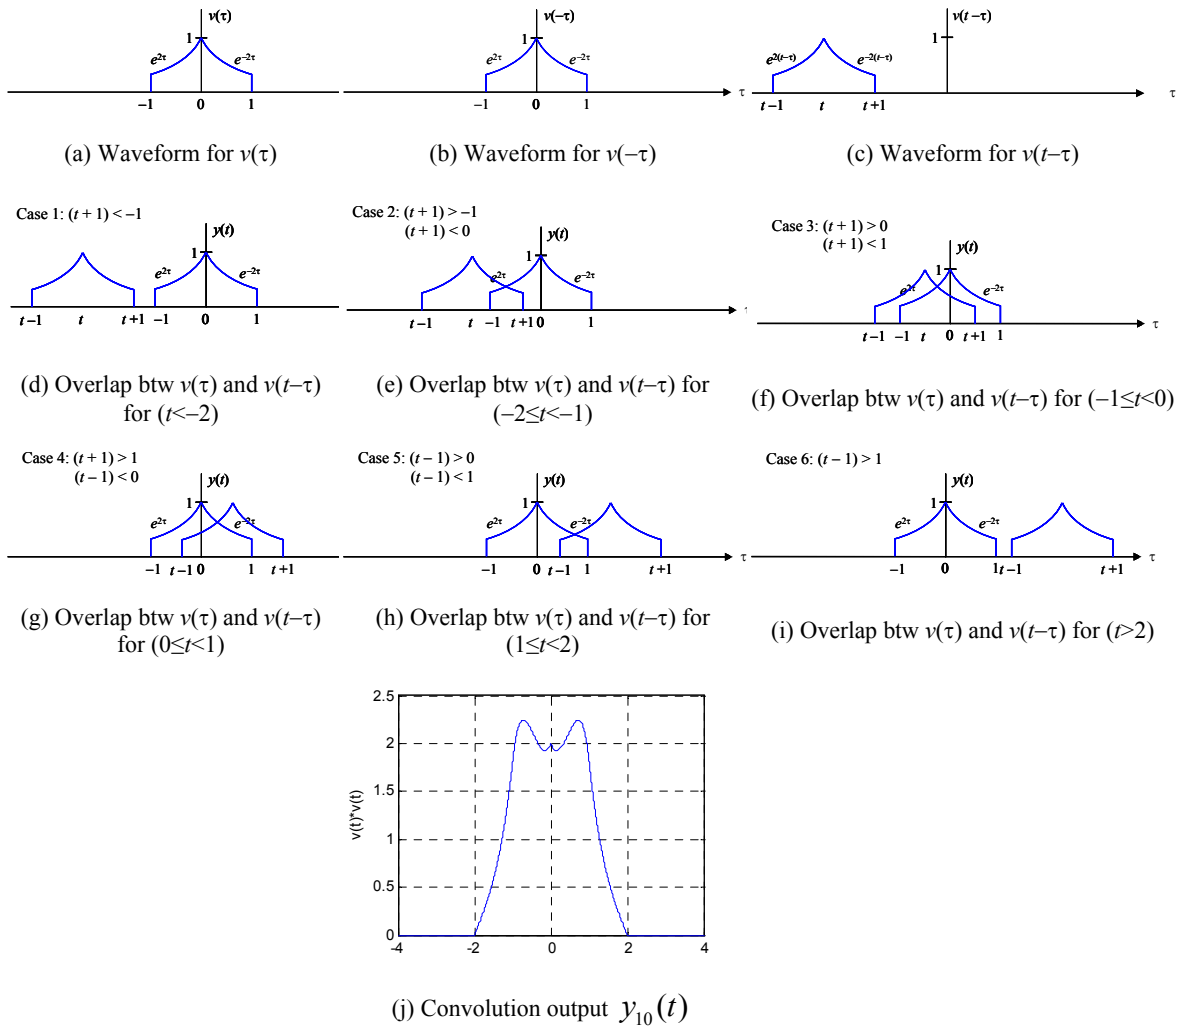 v(τ)
1
e^{2τ} e^{−2τ}
−1 0 1
(a) Waveform for v(τ)
v(−τ)
1
e^{2τ} e^{−2τ}
−1 0 1 τ
(b) Waveform for v(−τ)
v(t−τ)
1
e^{2(t−τ)} e^{−2(t−τ)}
t−1 t t+1 τ
(c) Waveform for v(t−τ)
Case 1: (t + 1) < −1
y(t)
1
e^{2τ} e^{−2τ}
t−1 t t+1 −1 0 1
(d) Overlap btw v(τ) and v(t−τ)
for (t<−2)
Case 2: (t + 1) > −1
(t + 1) < 0
y(t)
1
e^{2τ} e^{−2τ}
t−1 t −1 t+1 0 1 τ
(e) Overlap btw v(τ) and v(t−τ) for
(−2≤t<−1)
Case 3: (t + 1) > 0
(t + 1) < 1
y(t)
1
e^{2τ} e^{−2τ}
t−1 −1 t 0 t+1 1 τ
(f) Overlap btw v(τ) and v(t−τ) for (−1≤t<0)
Case 4: (t + 1) > 1
(t − 1) < 0
y(t)
1
e^{2τ} e^{−2τ}
−1 t−1 0 1 t+1
(g) Overlap btw v(τ) and v(t−τ)
for (0≤t<1)
Case 5: (t − 1) > 0
(t − 1) < 1
y(t)
1
e^{2τ} e^{−2τ}
−1 0 t−1 1 t+1 τ
(h) Overlap btw v(τ) and v(t−τ) for
(1≤t<2)
Case 6: (t − 1) > 1
y(t)
1
e^{2τ} e^{−2τ}
−1 0 1 t−1 t+1 τ
(i) Overlap btw v(τ) and v(t−τ) for (t>2)
2.5
2
1.5
1
0.5
0
v(t)*v(t)
-4 -2 0 2 4
(j) Convolution output y_{10}(t)